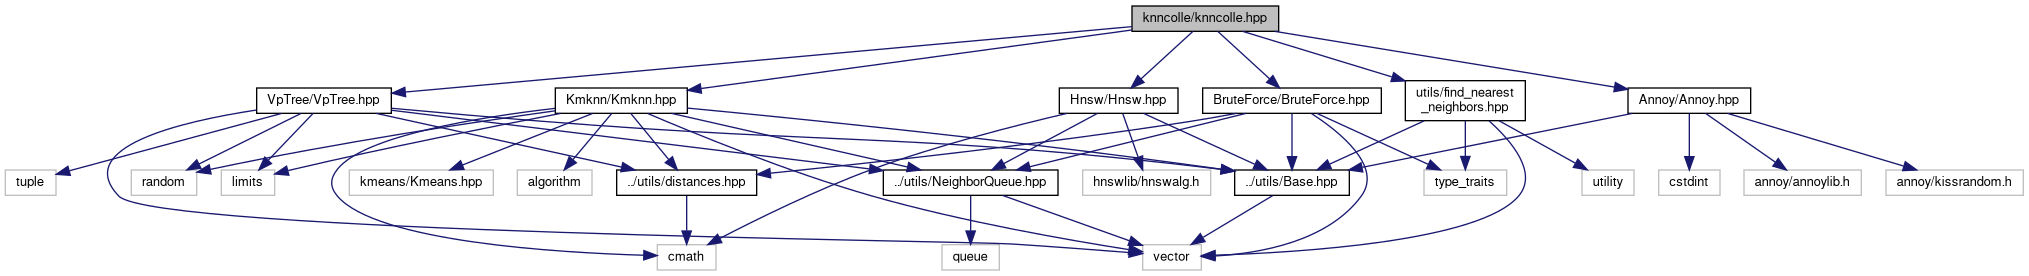 knncolle/knncolle.hpp
VpTree/VpTree.hpp
Kmknn/Kmknn.hpp
Hnsw/Hnsw.hpp
BruteForce/BruteForce.hpp
utils/find_nearest
_neighbors.hpp
Annoy/Annoy.hpp
tuple
random
limits
kmeans/Kmeans.hpp
algorithm
../utils/distances.hpp
../utils/NeighborQueue.hpp
hnswlib/hnswalg.h
../utils/Base.hpp
type_traits
utility
cstdint
annoy/annoylib.h
annoy/kissrandom.h
cmath
queue
vector